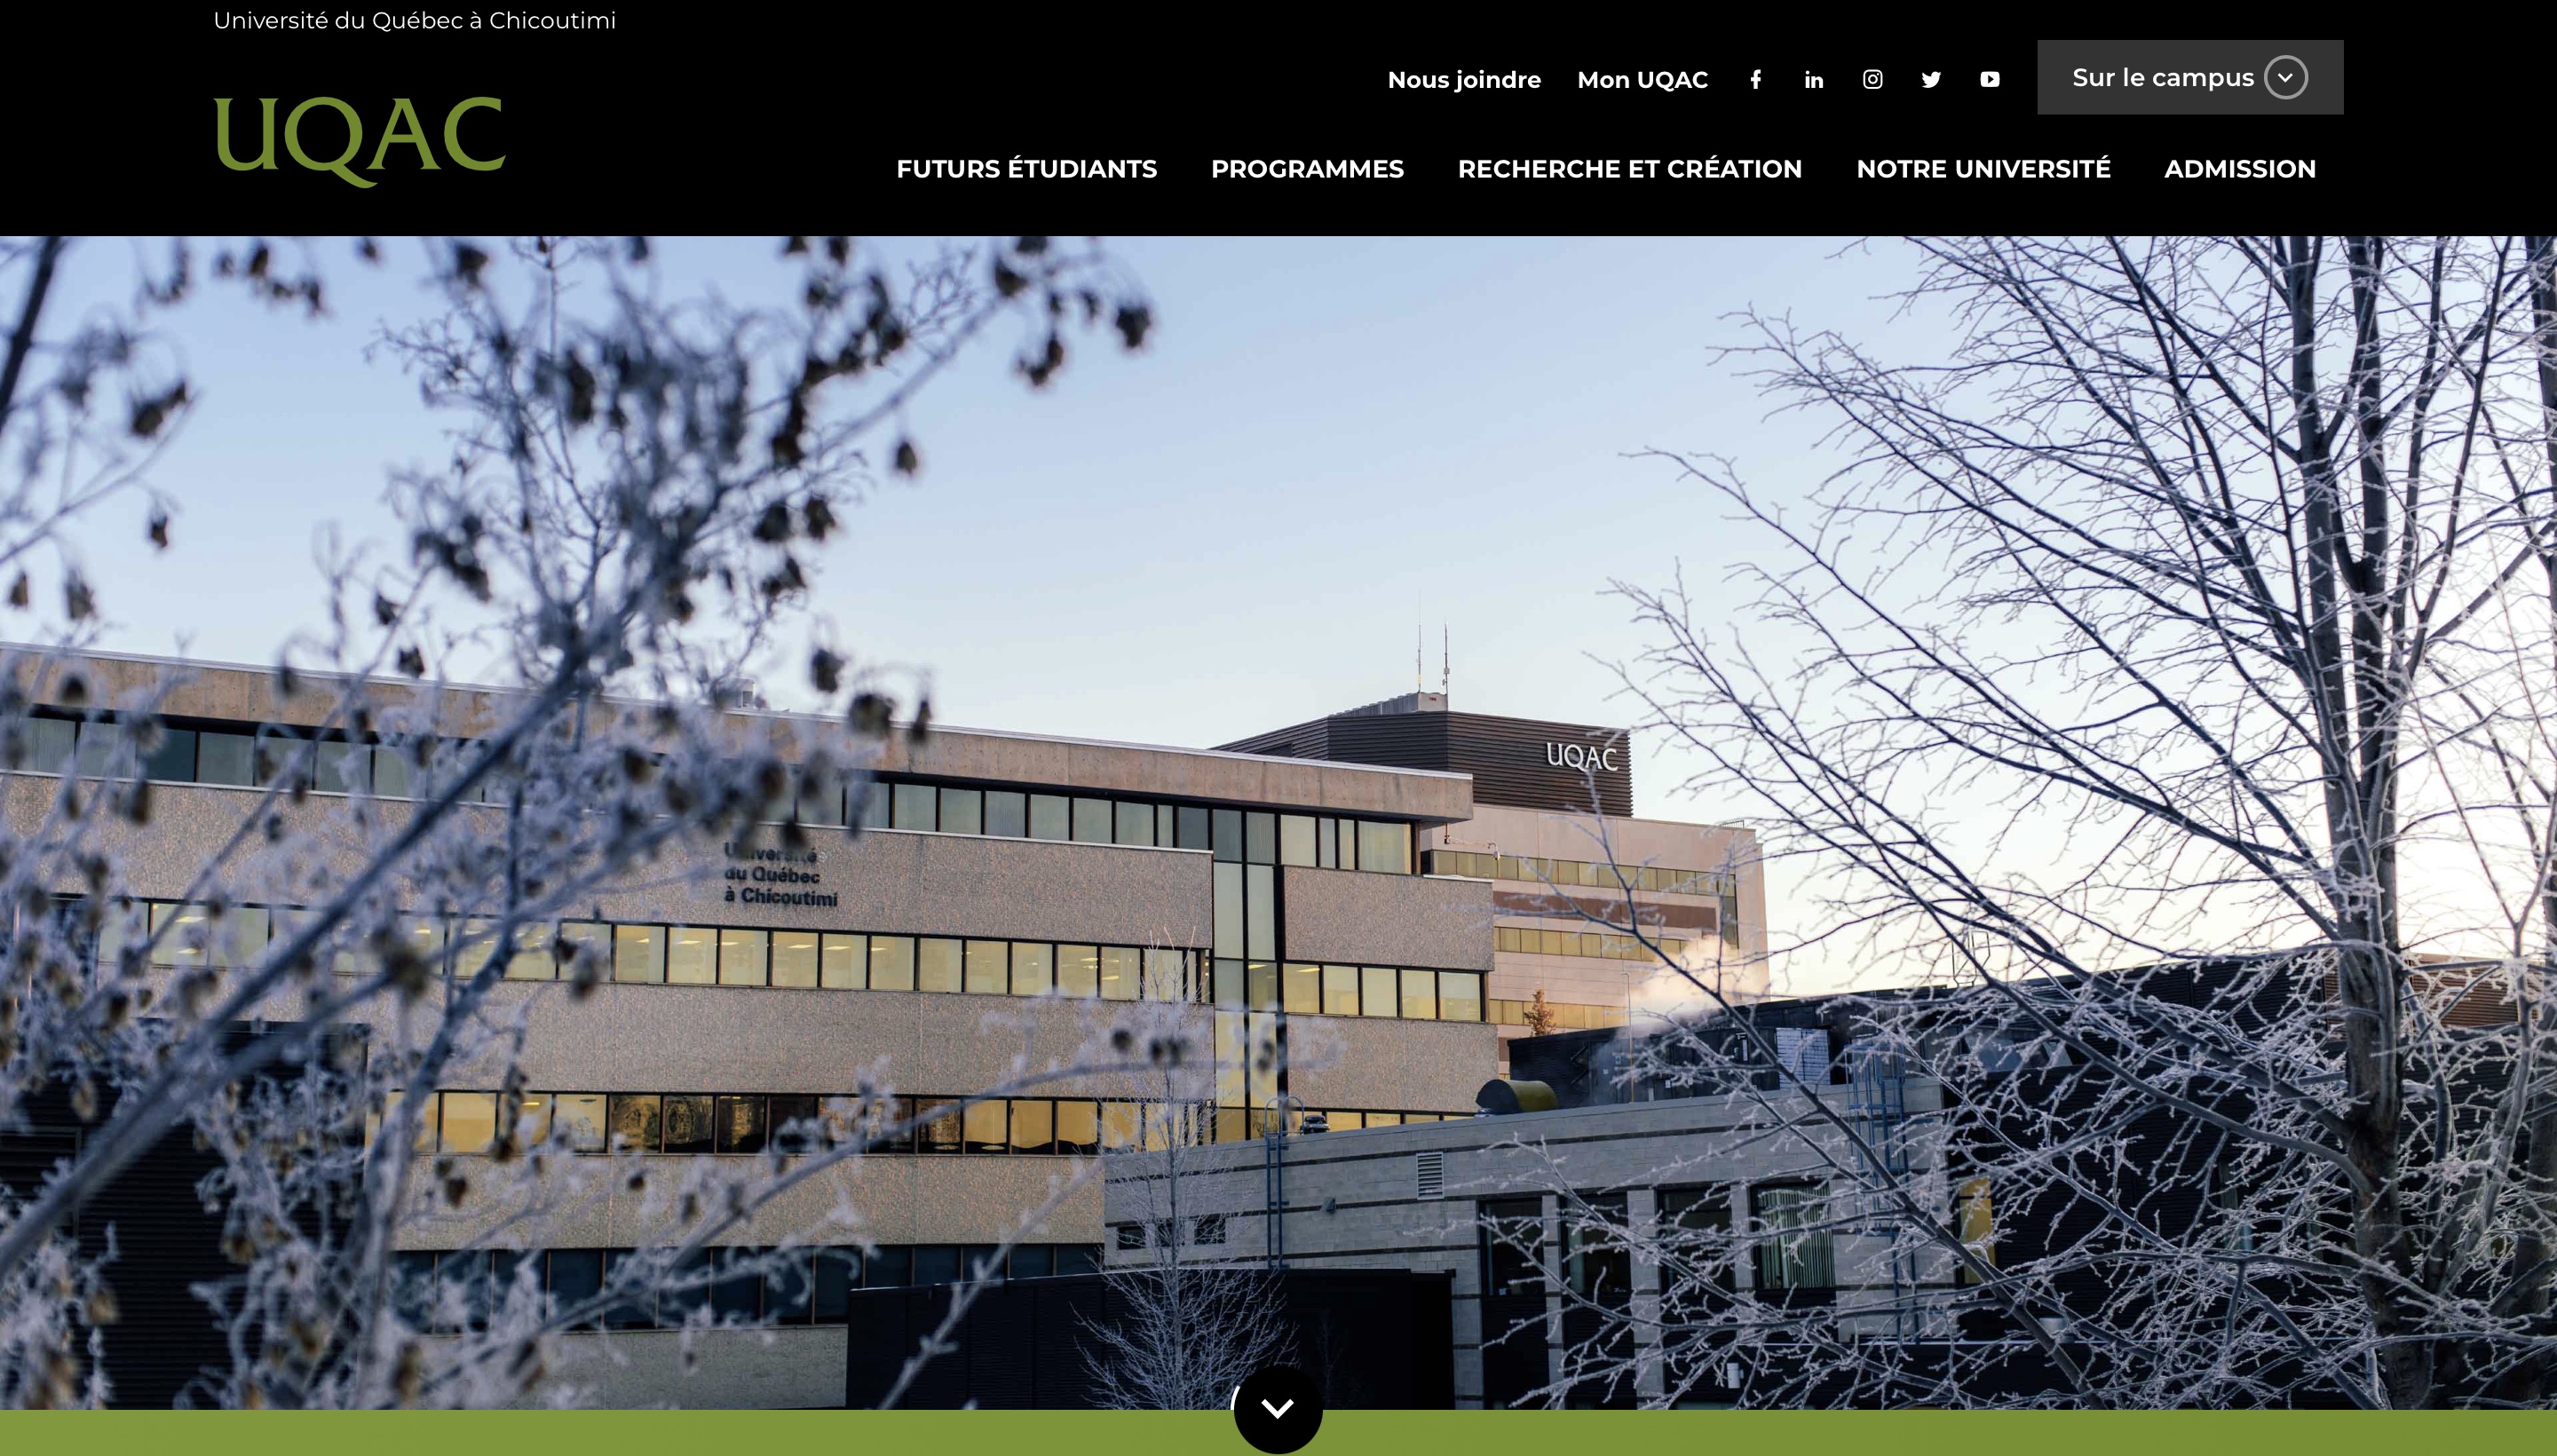 Université du Québec à Chicoutimi
Nous joindre
Mon UQAC
Sur le campus
UQAC
FUTURS ÉTUDIANTS
PROGRAMMES
RECHERCHE ET CRÉATION
NOTRE UNIVERSITÉ
ADMISSION
UQAC
Université
du Québec
à Chicoutimi